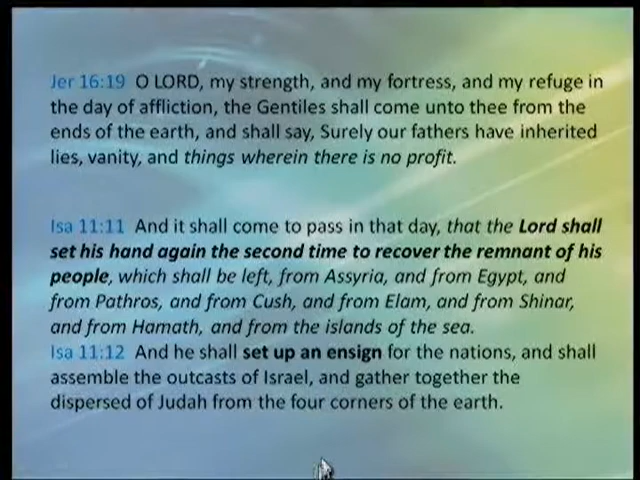 Jer 16:19 O LORD, my strength, and my fortress, and my refuge in
the day of affliction, the Gentiles shall come unto thee from the
ends of the earth, and shall say, Surely our fathers have inherited
lies, vanity, and things wherein there is no profit.
Isa 11:11 And it shall come to pass in that day, that the Lord shall
set his hand again the second time to recover the remnant of his
people, which shall be left, from Assyria, and from Egypt, and
from Pathros, and from Cush, and from Elam, and from Shinar,
and from Hamath, and from the islands of the sea.
Isa 11:12 And he shall set up an ensign for the nations, and shall
assemble the outcasts of Israel, and gather together the
dispersed of Judah from the four corners of the earth.